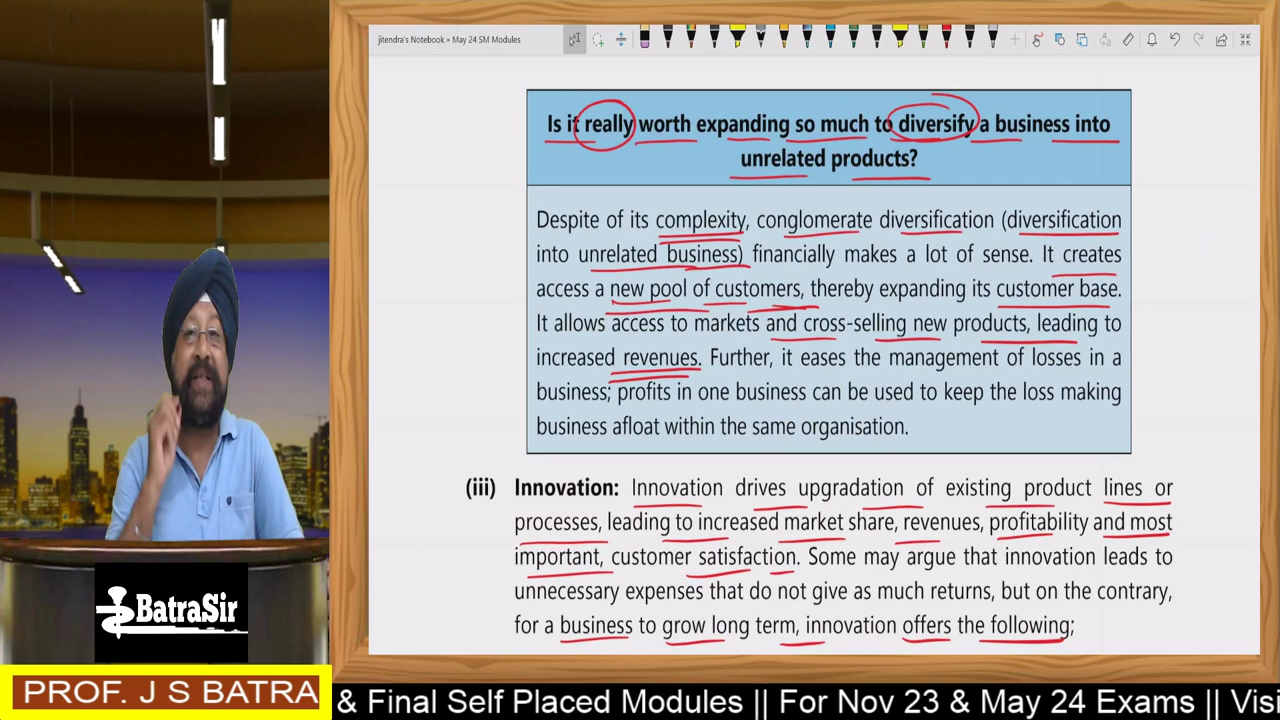 jitendra's Notebook » May 24 SM Modules
Is it really worth expanding so much to diversify a business into
unrelated products?
Despite of its complexity, conglomerate diversification (diversification
into unrelated business) financially makes a lot of sense. It creates
access a new pool of customers, thereby expanding its customer base.
It allows access to markets and cross-selling new products, leading to
increased revenues. Further, it eases the management of losses in a
business; profits in one business can be used to keep the loss making
business afloat within the same organisation.
(iii) Innovation: Innovation drives upgradation of existing product lines or
processes, leading to increased market share, revenues, profitability and most
important, customer satisfaction. Some may argue that innovation leads to
unnecessary expenses that do not give as much returns, but on the contrary,
for a business to grow long term, innovation offers the following;
BatraSir
PROF. J S BATRA
& Final Self Placed Modules || For Nov 23 & May 24 Exams || Visi